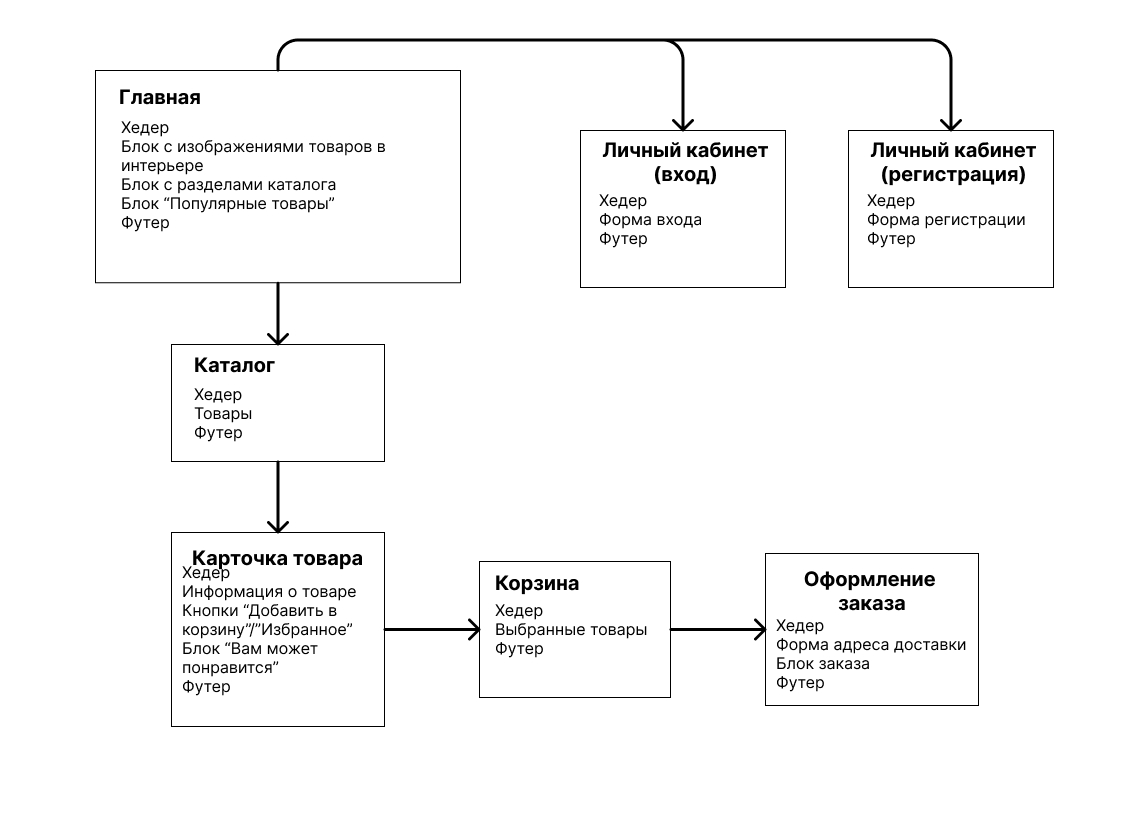 Главная
Хедер
Блок с изображениями товаров в
интерьере
Блок с разделами каталога
Блок “Популярные товары”
Футер
Личный кабинет
(вход)
Хедер
Форма входа
Футер
Личный кабинет
(регистрация)
Хедер
Форма регистрации
Футер
Каталог
Хедер
Товары
Футер
Карточка товара
Хедер
Информация о товаре
Кнопки “Добавить в
корзину”/”Избранное”
Блок “Вам может
понравится”
Футер
Корзина
Хедер
Выбранные товары
Футер
Оформление
заказа
Хедер
Форма адреса доставки
Блок заказа
Футер